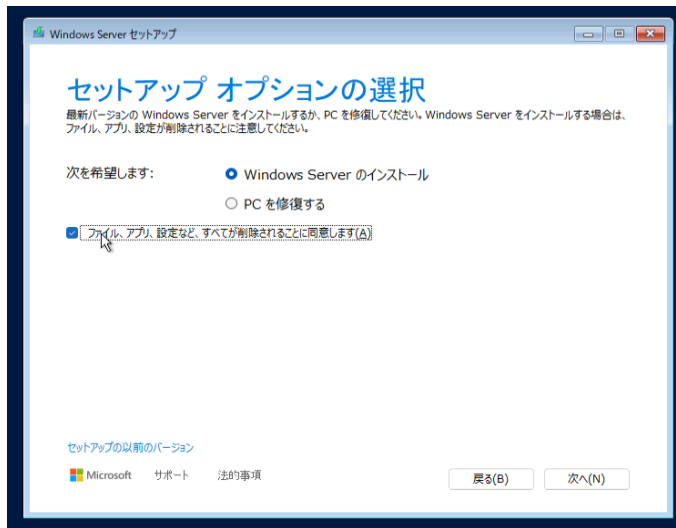 Windows Server セットアップ
セットアップ オプションの選択
最新バージョンの Windows Server をインストールするか、PC を修復してください。Windows Server をインストールする場合は、
ファイル、アプリ、設定が削除されることに注意してください。
次を希望します:
Windows Server のインストール
PC を修復する
ファイル、アプリ、設定など、すべてが削除されることに同意します(A)
セットアップの以前のバージョン
Microsoft サポート 法的事項
戻る(B) 次へ(N)